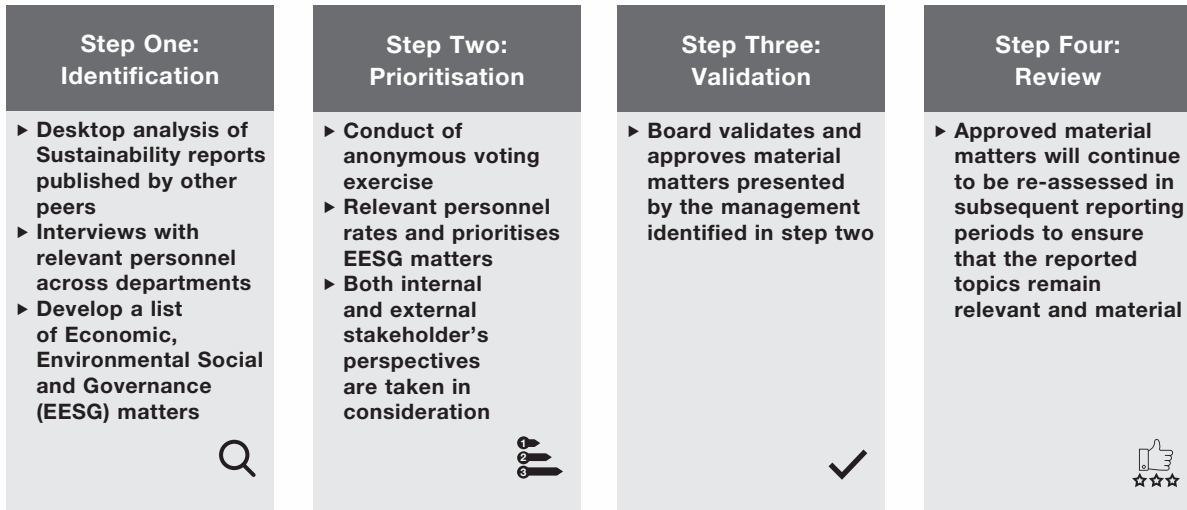 Step One:
Identification
▶ Desktop analysis of
Sustainability reports
published by other
peers
▶ Interviews with
relevant personnel
across departments
▶ Develop a list
of Economic,
Environmental Social
and Governance
(EESG) matters
Step Two:
Prioritisation
▶ Conduct of
anonymous voting
exercise
▶ Relevant personnel
rates and prioritises
EESG matters
▶ Both internal
and external
stakeholder’s
perspectives
are taken in
consideration
1
2
3
Step Three:
Validation
▶ Board validates and
approves material
matters presented
by the management
identified in step two
Step Four:
Review
▶ Approved material
matters will continue
to be re-assessed in
subsequent reporting
periods to ensure
that the reported
topics remain
relevant and material